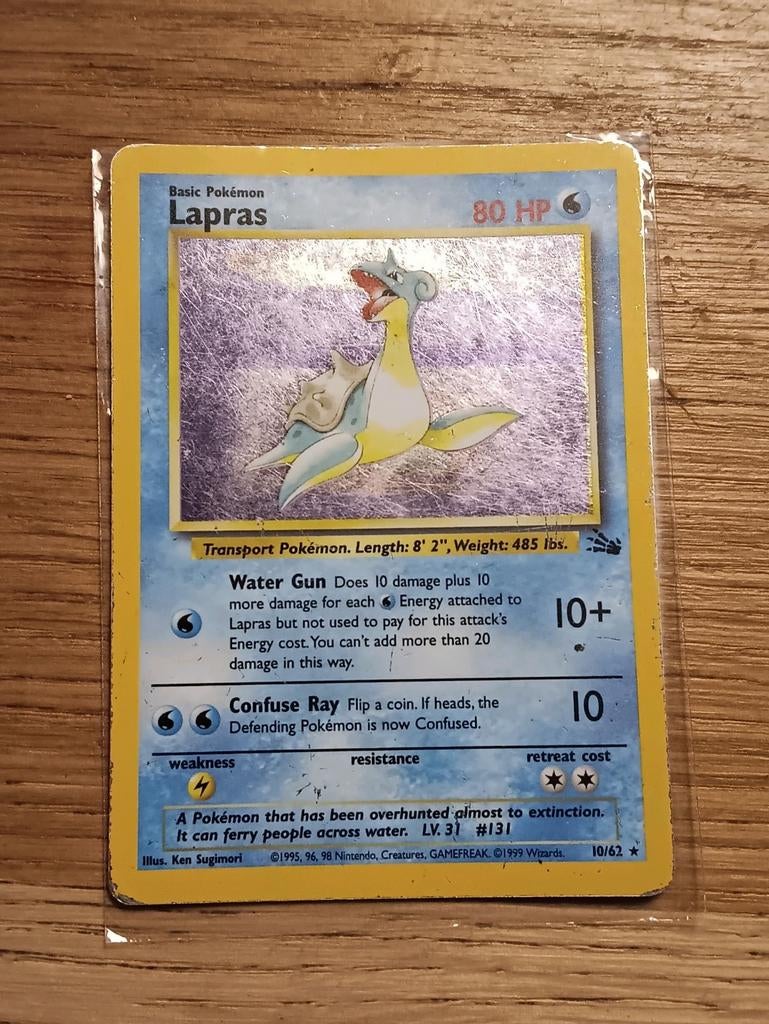 Basic Pokémon
Lapras 80 HP
Transport Pokémon. Length: 8' 2", Weight: 485 lbs.
Water Gun Does 10 damage plus 10
more damage for each Energy attached to
Lapras but not used to pay for this attack's
Energy cost. You can't add more than 20
damage in this way.
10+
Confuse Ray Flip a coin. If heads, the
Defending Pokémon is now Confused.
10
weakness resistance retreat cost
A Pokémon that has been overhunted almost to extinction.
It can ferry people across water. LV. 31 #131
Illus. Ken Sugimori ©1995, 96, 98 Nintendo, Creatures, GAMEFREAK. ©1999 Wizards. 10/62 ★